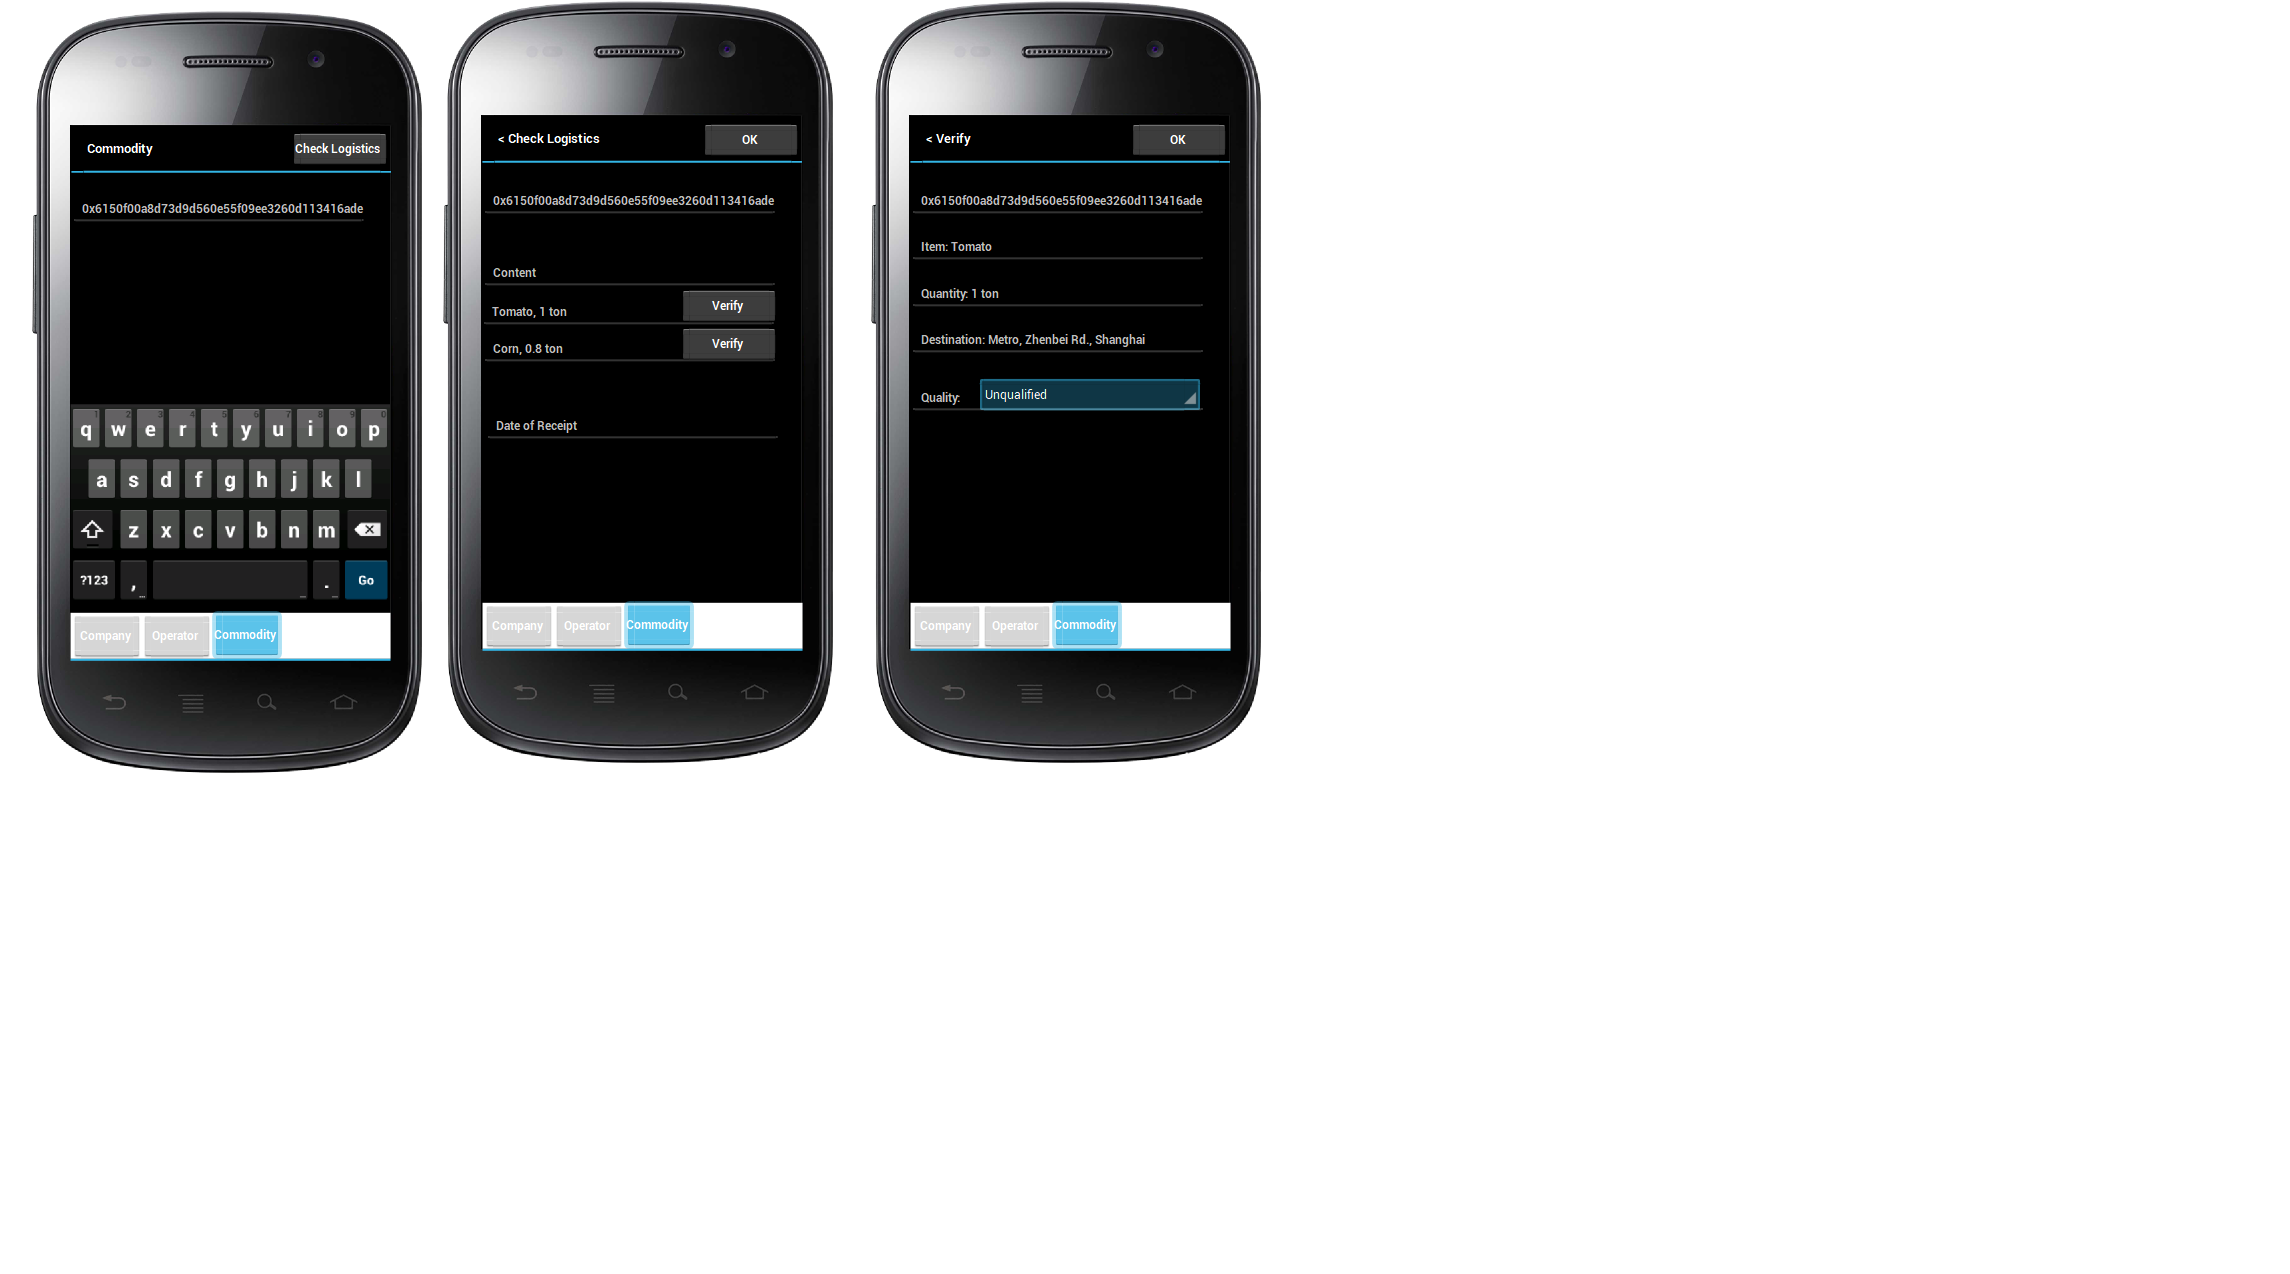 Commodity
Check Logistics
0x6150f00a8d73d9d560e55f09ee3260d113416ade
1 2 3 4 5 6 7 8 9 0
q w e r t y u i o p
a s d f g h j k l
z x c v b n m
?123 , ... ... . ... Go
Company Operator Commodity
< Check Logistics
OK
0x6150f00a8d73d9d560e55f09ee3260d113416ade
Content
Tomato, 1 ton
Verify
Corn, 0.8 ton
Verify
Date of Receipt
Company Operator Commodity
< Verify
OK
0x6150f00a8d73d9d560e55f09ee3260d113416ade
Item: Tomato
Quantity: 1 ton
Destination: Metro, Zhenbei Rd., Shanghai
Quality: Unqualified
Company Operator Commodity